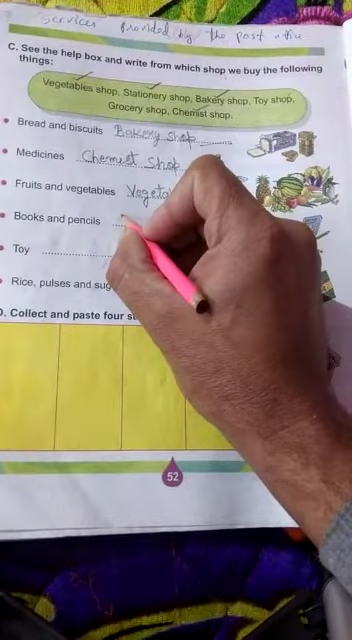 Services Provided by the post office
C. See the help box and write from which shop we buy the following
things:
Vegetables shop, Stationery shop, Bakery shop, Toy shop,
Grocery shop, Chemist shop.
Bread and biscuits Bakery shop
Medicines Chemist shop
Fruits and vegetables Vegeta
Books and pencils
Toy
Rice, pulses and sug
D. Collect and paste four s
52